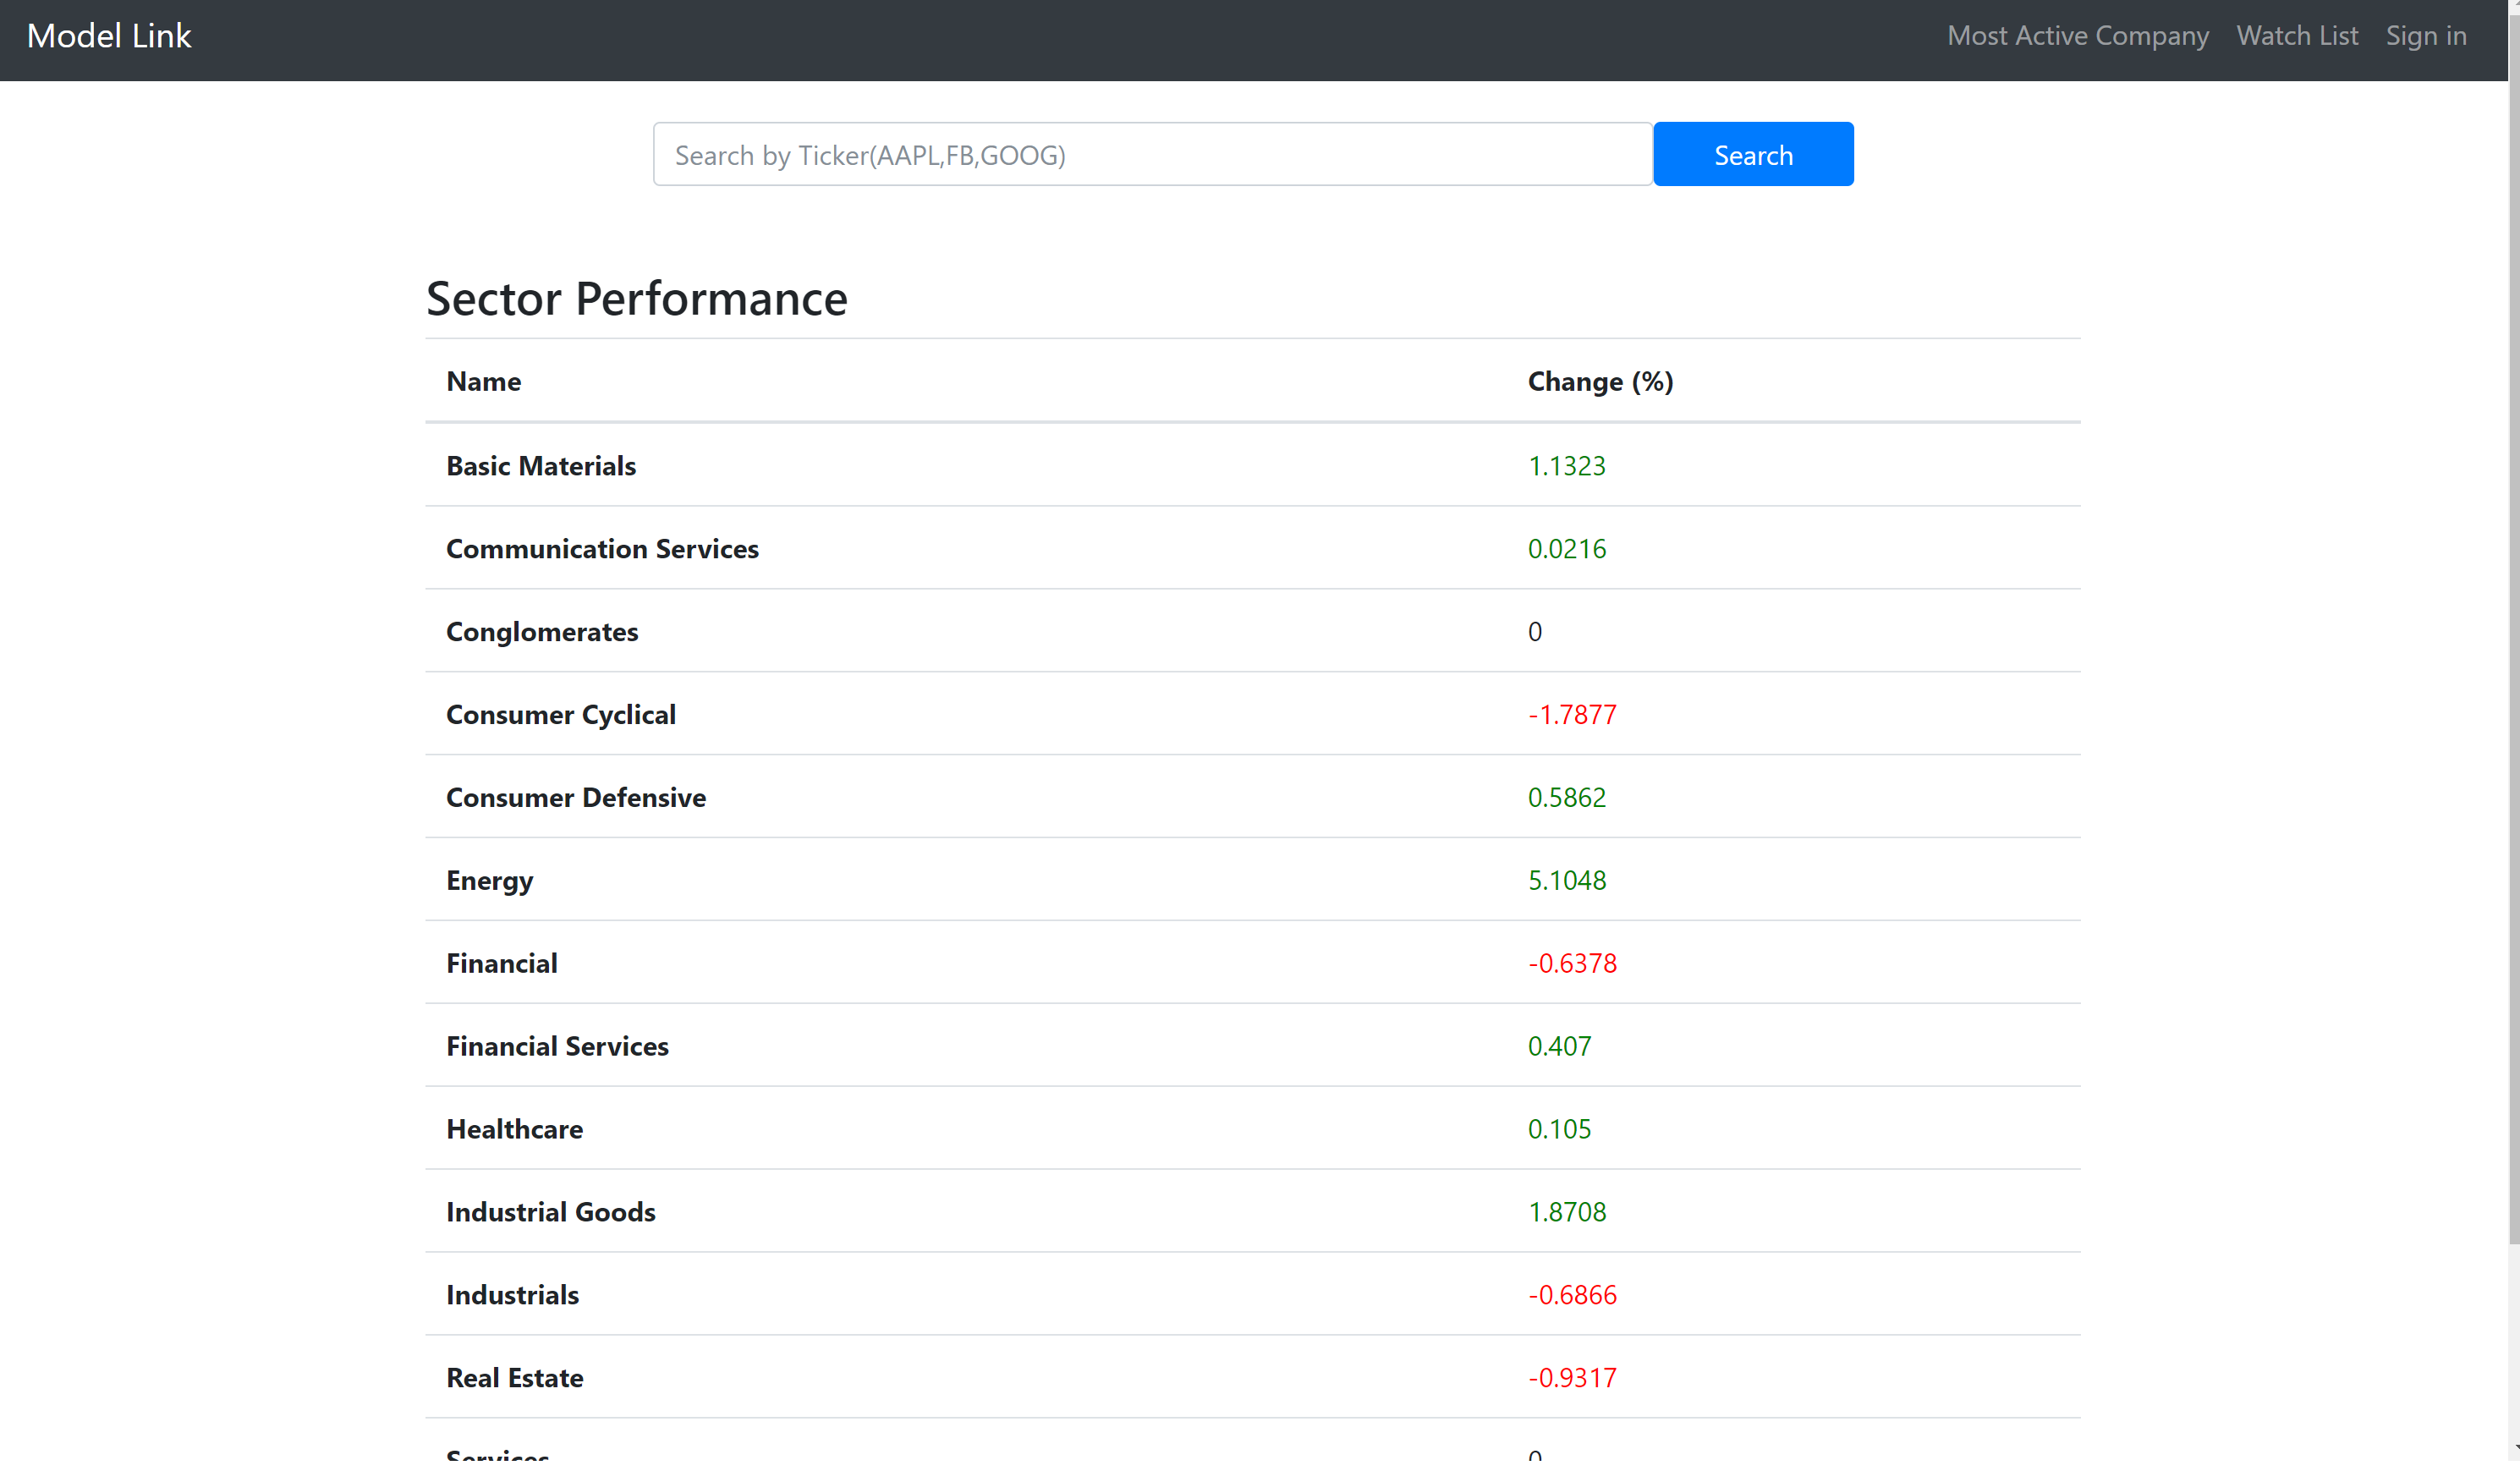 Model Link Most Active Company Watch List Sign in
Search by Ticker(AAPL,FB,GOOG) Search
Sector Performance
Name Change (%)
Basic Materials 1.1323
Communication Services 0.0216
Conglomerates 0
Consumer Cyclical -1.7877
Consumer Defensive 0.5862
Energy 5.1048
Financial -0.6378
Financial Services 0.407
Healthcare 0.105
Industrial Goods 1.8708
Industrials -0.6866
Real Estate -0.9317
Services 0